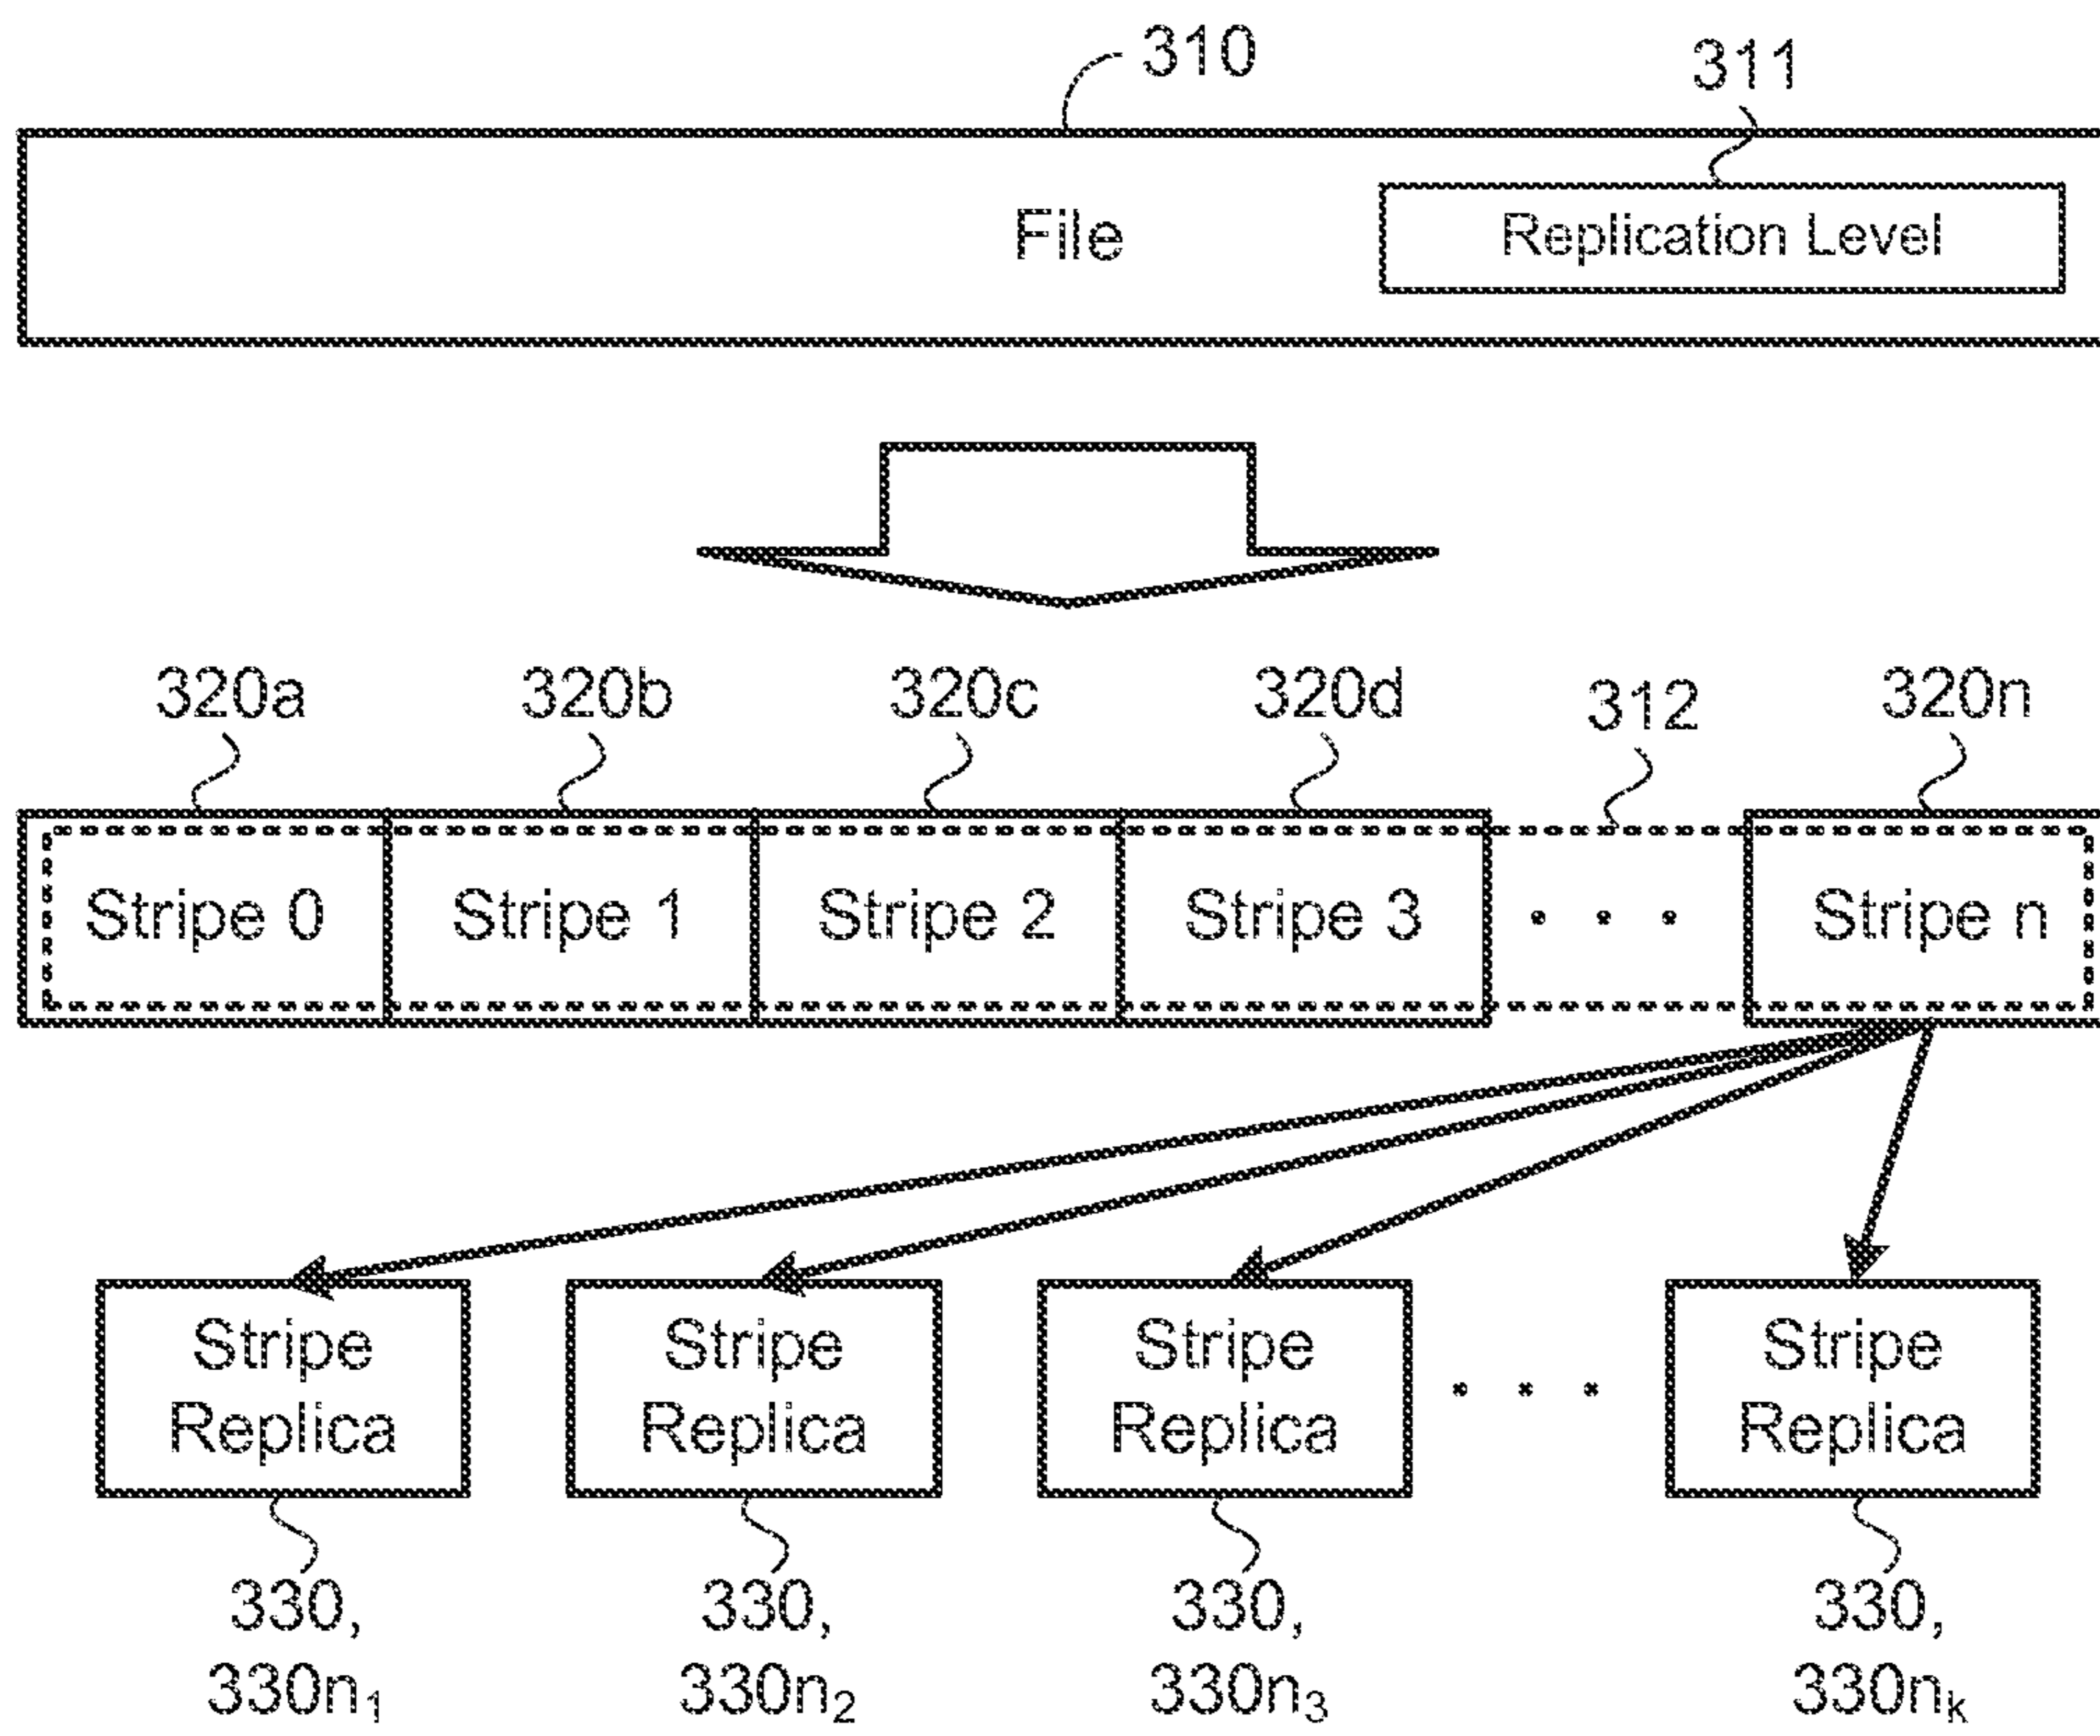 310
311
File
Replication Level
320a 320b 320c 320d 312 320n
Stripe 0 Stripe 1 Stripe 2 Stripe 3 . . . Stripe n
Stripe Stripe Stripe Stripe
Replica Replica Replica . . . Replica
330, 330, 330, 330,
330n₁ 330n₂ 330n₃ 330nₖ